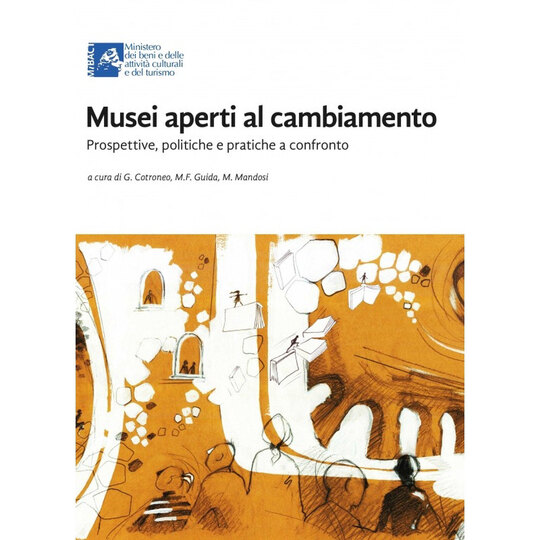 MiBACT
Ministero
dei beni e delle
attività culturali
e del turismo
Musei aperti al cambiamento
Prospettive, politiche e pratiche a confronto
a cura di G. Cotroneo, M.F. Guida, M. Mandosi